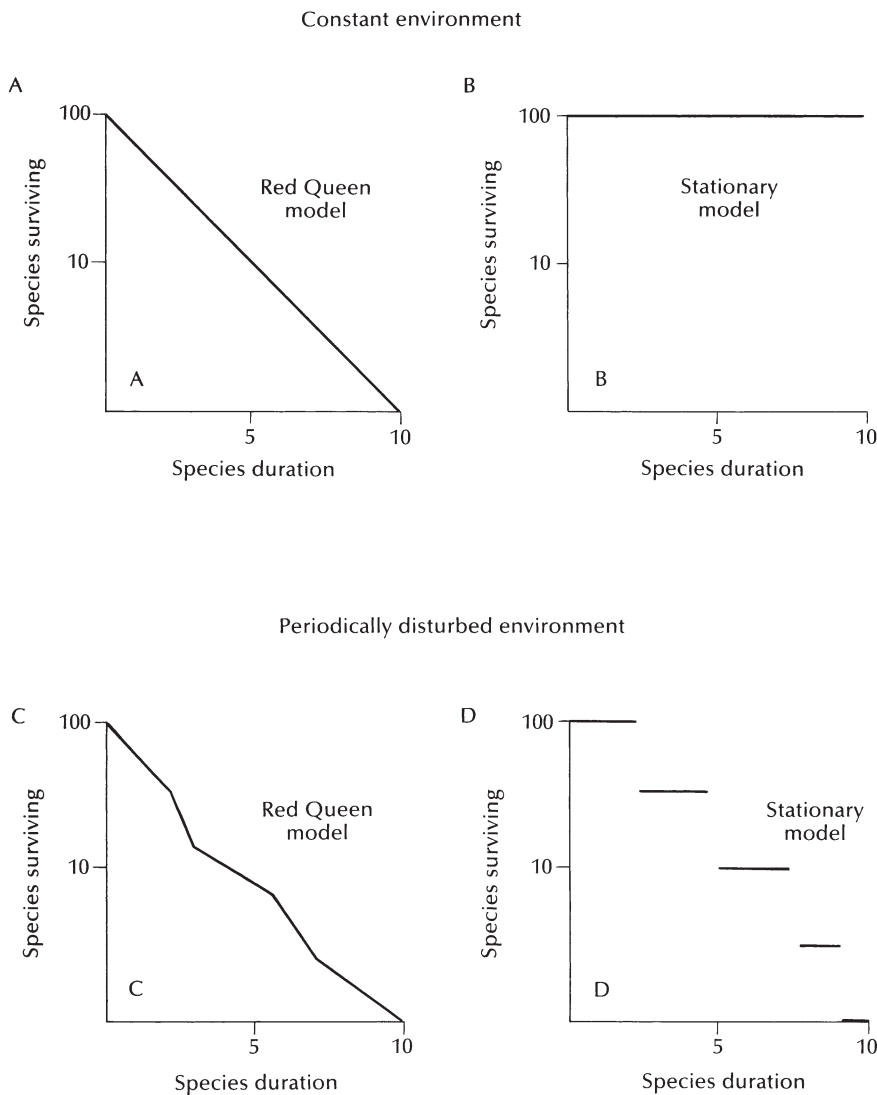 Constant environment
A
B
100
10
Species surviving
Red Queen
model
A
5
10
Species duration
100
10
Species surviving
Stationary
model
B
5
10
Species duration
Periodically disturbed environment
C
D
100
10
Species surviving
Red Queen
model
C
5
10
Species duration
100
10
Species surviving
Stationary
model
D
5
10
Species duration